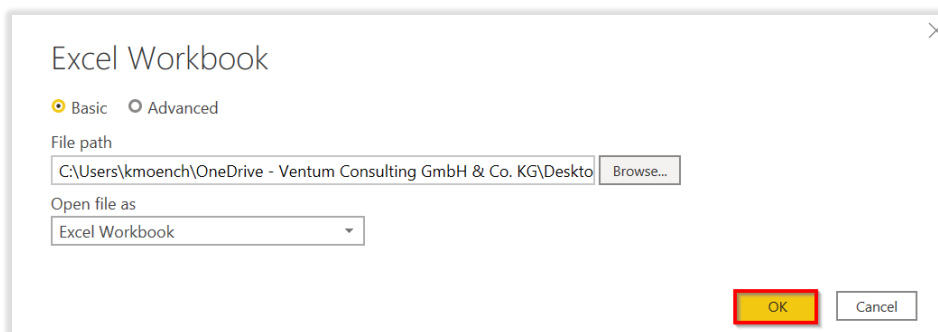 Excel Workbook
Basic Advanced
File path
C:\Users\kmoench\OneDrive - Ventum Consulting GmbH & Co. KG\Deskto Browse...
Open file as
Excel Workbook
OK Cancel